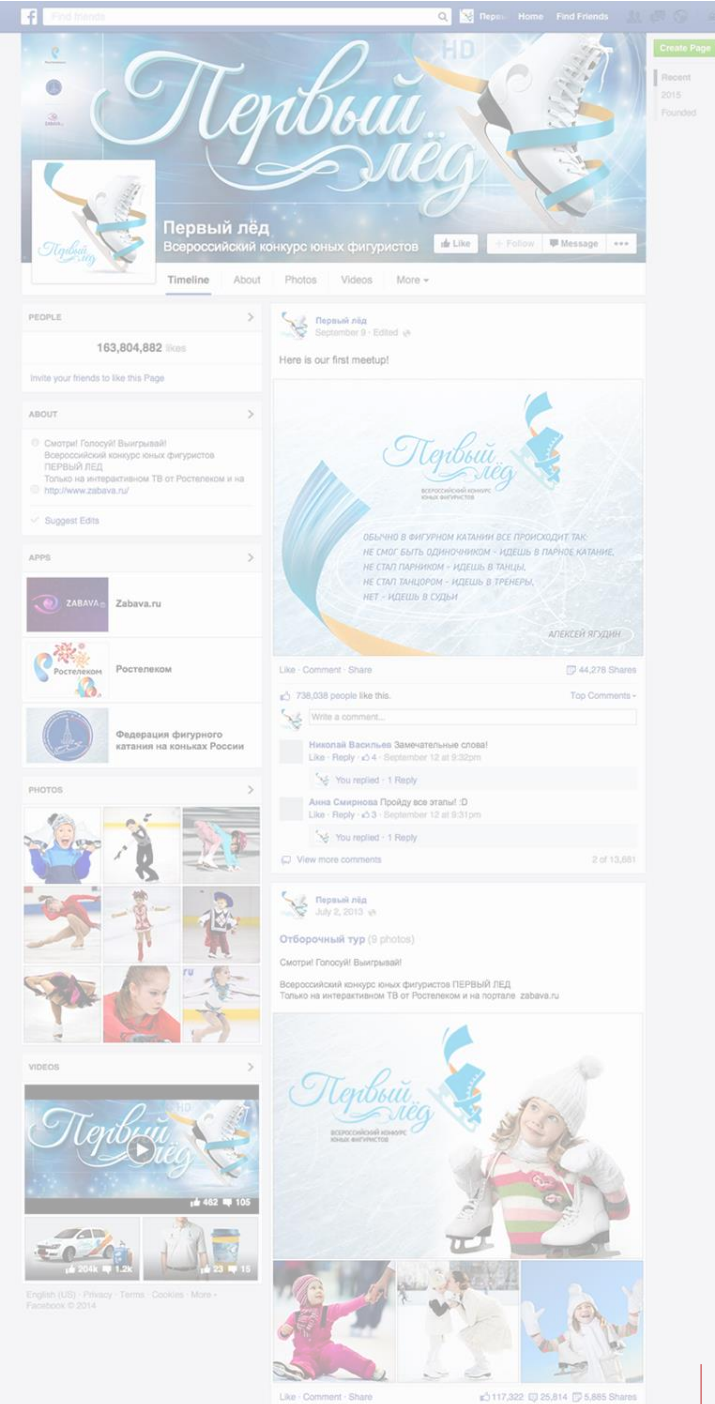 Find friends
Home
Find Friends
Create Page
Recent
2015
Founded
HD
Первый
лёд
Первый лёд
Всероссийский конкурс юных фигуристов
Like
+ Follow
Message
Timeline
About
Photos
Videos
More
PEOPLE
163,804,882 likes
Invite your friends to like this Page
ABOUT
Смотри! Голосуй! Выигрывай!
Всероссийский конкурс юных фигуристов
ПЕРВЫЙ ЛЕД
Только на интерактивном ТВ от Ростелеком и на
http://www.zabava.ru/
Suggest Edits
APPS
ZABAVA
Zabava.ru
Ростелеком
Ростелеком
Федерация фигурного
катания на коньках России
PHOTOS
VIDEOS
Первый
лёд
462 105
204k 1.2k
23 15
English (US) · Privacy · Terms · Cookies · More
Facebook © 2014
Первый лёд
September 9 · Edited
Here is our first meetup!
Первый
лёд
ВСЕРОССИЙСКИЙ КОНКУРС
ЮНЫХ ФИГУРИСТОВ
ОБЫЧНО В ФИГУРНОМ КАТАНИИ ВСЕ ПРОИСХОДИТ ТАК:
НЕ СМОГ БЫТЬ ОДИНОЧНИКОМ - ИДЕШЬ В ПАРНОЕ КАТАНИЕ,
НЕ СТАЛ ПАРНИКОМ - ИДЕШЬ В ТАНЦЫ,
НЕ СТАЛ ТАНЦОРОМ - ИДЕШЬ В ТРЕНЕРЫ,
НЕТ - ИДЕШЬ В СУДЬИ
АЛЕКСЕЙ ЯГУДИН
Like · Comment · Share
44,278 Shares
738,038 people like this.
Top Comments
Write a comment...
Николай Васильев Замечательные слова!
Like · Reply · 4 · September 12 at 9:32pm
You replied · 1 Reply
Анна Смирнова Пройду все этапы! :D
Like · Reply · 3 · September 12 at 9:31pm
You replied · 1 Reply
View more comments
2 of 13,881
Первый лёд
July 2, 2013
Отборочный тур (9 photos)
Смотри! Голосуй! Выигрывай!
Всероссийский конкурс юных фигуристов ПЕРВЫЙ ЛЕД
Только на интерактивном ТВ от Ростелеком и на портале zabava.ru
Первый
лёд
ВСЕРОССИЙСКИЙ КОНКУРС
ЮНЫХ ФИГУРИСТОВ
Like · Comment · Share
117,322 25,814 5,885 Shares